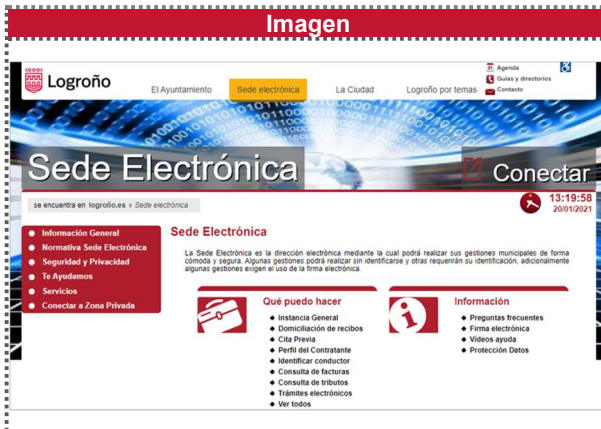 Imagen
Logroño
El Ayuntamiento
Sede electrónica
La Ciudad
Logroño por temas
Agenda
Guías y directorios
Contacto
Sede Electrónica
Conectar
se encuentra en logroño.es › Sede electrónica
13:19:58
20/01/2021
Información General
Normativa Sede Electrónica
Seguridad y Privacidad
Te Ayudamos
Servicios
Conectar a Zona Privada
Sede Electrónica
La Sede Electrónica es la dirección electrónica mediante la cual podrá realizar sus gestiones municipales de forma
cómoda y segura. Algunas gestiones podrá realizar sin identificarse y otras requerirán su identificación, adicionalmente
algunas gestiones exigen el uso de la firma electrónica.
Qué puedo hacer
Instancia General
Domiciliación de recibos
Cita Previa
Perfil del Contratante
Identificar conductor
Consulta de facturas
Consulta de tributos
Trámites electrónicos
Ver todos
Información
Preguntas frecuentes
Firma electrónica
Vídeos ayuda
Protección Datos